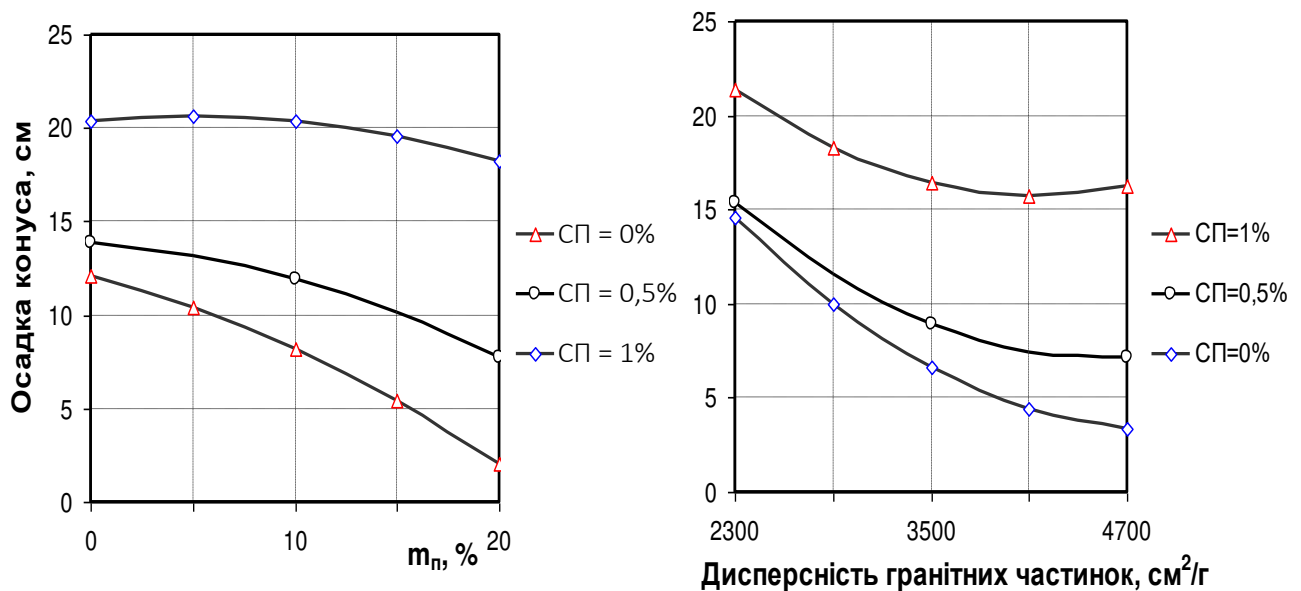 Осадка конуса, см
25
20
15
10
5
0
0
10
20
mп, %
СП = 0%
СП = 0,5%
СП = 1%
25
20
15
10
5
0
2300
3500
4700
Дисперсність гранітних частинок, см²/г
СП=1%
СП=0,5%
СП=0%